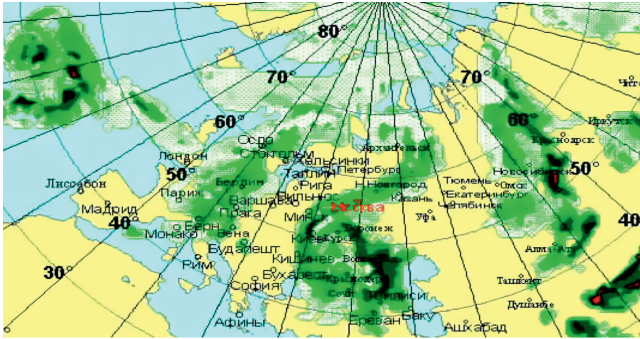 80°
70°
70°
Чита
60°
60°
Иркутск
Осло
Стокгольм
Хельсинки
Архангельск
Красноярск
Лондон
Таллин
Петербург
50°
50°
Рига
Новосибирск
Лиссабон
Берлин
Н Новгород
Тюмень
Омск
Париж
Варшава
Вильнюс
Казань
Екатеринбург
Мадрид
Прага
Минск
Москва
Уфа
Челябинск
40°
40°
Берн
Монако
Вена
Киев
Курск
Воронеж
Будапешт
Алма-Ата
Рим
Кишинев
30°
Бухарест
Краснодар
София
Сочи
Тбилиси
Ташкент
Душанбе
Афины
Ереван
Баку
Ашхабад